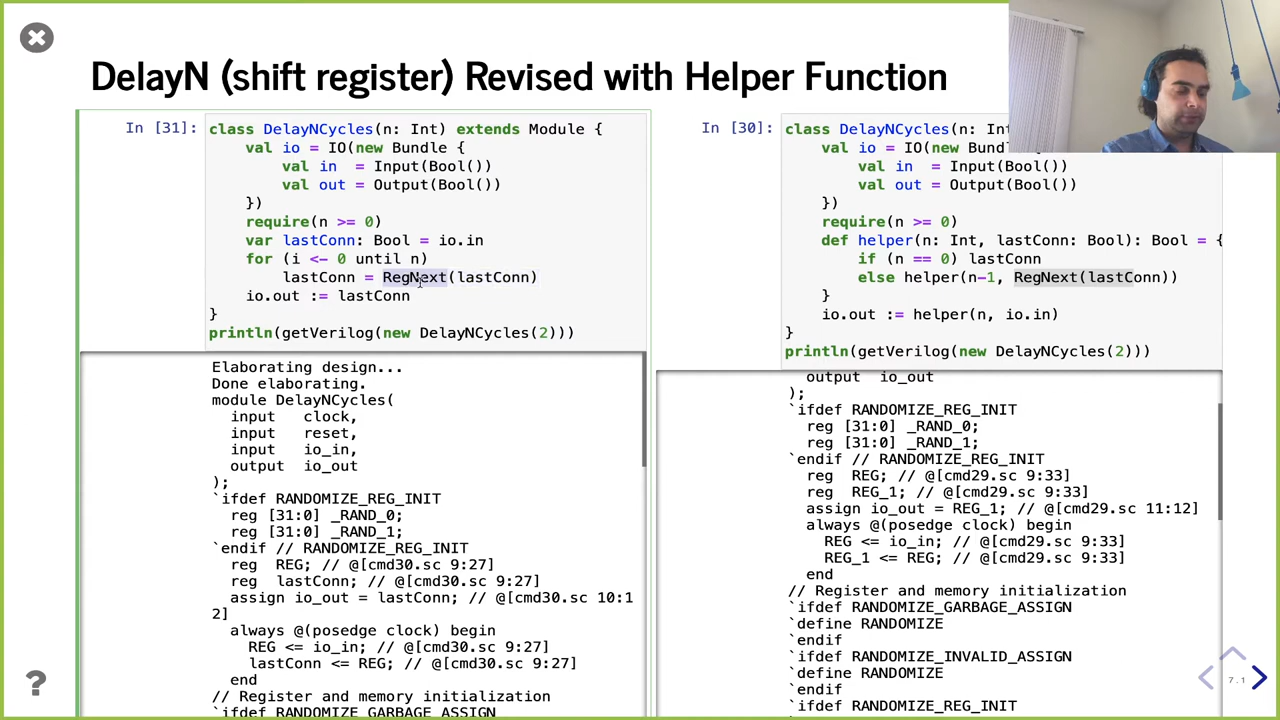 DelayN (shift register) Revised with Helper Function
In [31]:
class DelayNCycles(n: Int) extends Module {
val io = IO(new Bundle {
val in  = Input(Bool())
val out = Output(Bool())
})
require(n >= 0)
var lastConn: Bool = io.in
for (i <- 0 until n)
lastConn = RegNext(lastConn)
io.out := lastConn
}
println(getVerilog(new DelayNCycles(2)))
Elaborating design...
Done elaborating.
module DelayNCycles(
input   clock,
input   reset,
input   io_in,
output  io_out
);
`ifdef RANDOMIZE_REG_INIT
reg [31:0] _RAND_0;
reg [31:0] _RAND_1;
`endif // RANDOMIZE_REG_INIT
reg  REG; // @[cmd30.sc 9:27]
reg  lastConn; // @[cmd30.sc 9:27]
assign io_out = lastConn; // @[cmd30.sc 10:1
2]
always @(posedge clock) begin
REG <= io_in; // @[cmd30.sc 9:27]
lastConn <= REG; // @[cmd30.sc 9:27]
end
// Register and memory initialization
`ifdef RANDOMIZE_GARBAGE_ASSIGN
In [30]:
class DelayNCycles(n: Int
val io = IO(new Bundl
val in  = Input(Bool())
val out = Output(Bool())
})
require(n >= 0)
def helper(n: Int, lastConn: Bool): Bool = {
if (n == 0) lastConn
else helper(n-1, RegNext(lastConn))
}
io.out := helper(n, io.in)
}
println(getVerilog(new DelayNCycles(2)))
output  io_out
);
`ifdef RANDOMIZE_REG_INIT
reg [31:0] _RAND_0;
reg [31:0] _RAND_1;
`endif // RANDOMIZE_REG_INIT
reg  REG; // @[cmd29.sc 9:33]
reg  REG_1; // @[cmd29.sc 9:33]
assign io_out = REG_1; // @[cmd29.sc 11:12]
always @(posedge clock) begin
REG <= io_in; // @[cmd29.sc 9:33]
REG_1 <= REG; // @[cmd29.sc 9:33]
end
// Register and memory initialization
`ifdef RANDOMIZE_GARBAGE_ASSIGN
`define RANDOMIZE
`endif
`ifdef RANDOMIZE_INVALID_ASSIGN
`define RANDOMIZE
`endif
`ifdef RANDOMIZE_REG_INIT
?
7.1